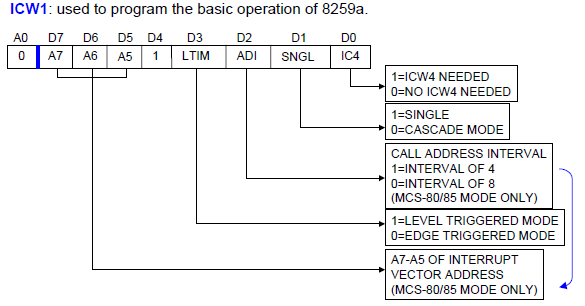 ICW1: used to program the basic operation of 8259a.
A0 D7 D6 D5 D4 D3 D2 D1 D0
0 A7 A6 A5 1 LTIM ADI SNGL IC4
1=ICW4 NEEDED
0=NO ICW4 NEEDED
1=SINGLE
0=CASCADE MODE
CALL ADDRESS INTERVAL
1=INTERVAL OF 4
0=INTERVAL OF 8
(MCS-80/85 MODE ONLY)
1=LEVEL TRIGGERED MODE
0=EDGE TRIGGERED MODE
A7-A5 OF INTERRUPT
VECTOR ADDRESS
(MCS-80/85 MODE ONLY)